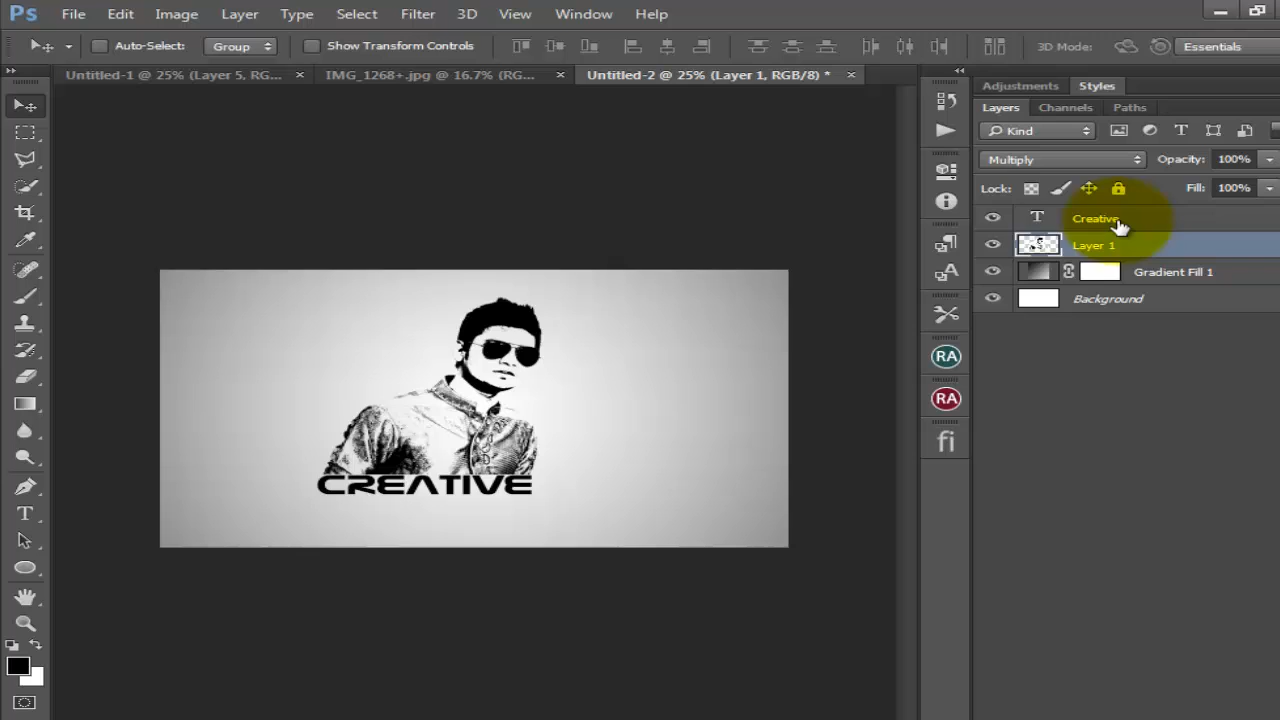 Ps File Edit Image Layer Type Select Filter 3D View Window Help
Auto-Select: Group Show Transform Controls 3D Mode: Essentials
Untitled-1 @ 25% (Layer 5, RG... × IMG_1268+.jpg @ 16.7% (RG... × Untitled-2 @ 25% (Layer 1, RGB/8) * ×
Adjustments Styles
Layers Channels Paths
Kind
Multiply Opacity: 100%
Lock: Fill: 100%
T Creative
Layer 1
Gradient Fill 1
Background
RA
RA
fi
CREATIVE